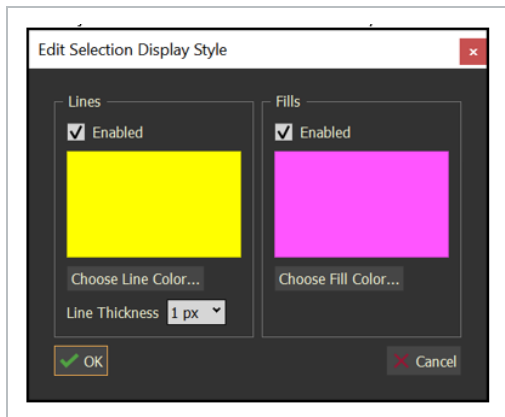 Edit Selection Display Style
Lines
Enabled
Choose Line Color...
Line Thickness 1 px
Fills
Enabled
Choose Fill Color...
OK
Cancel